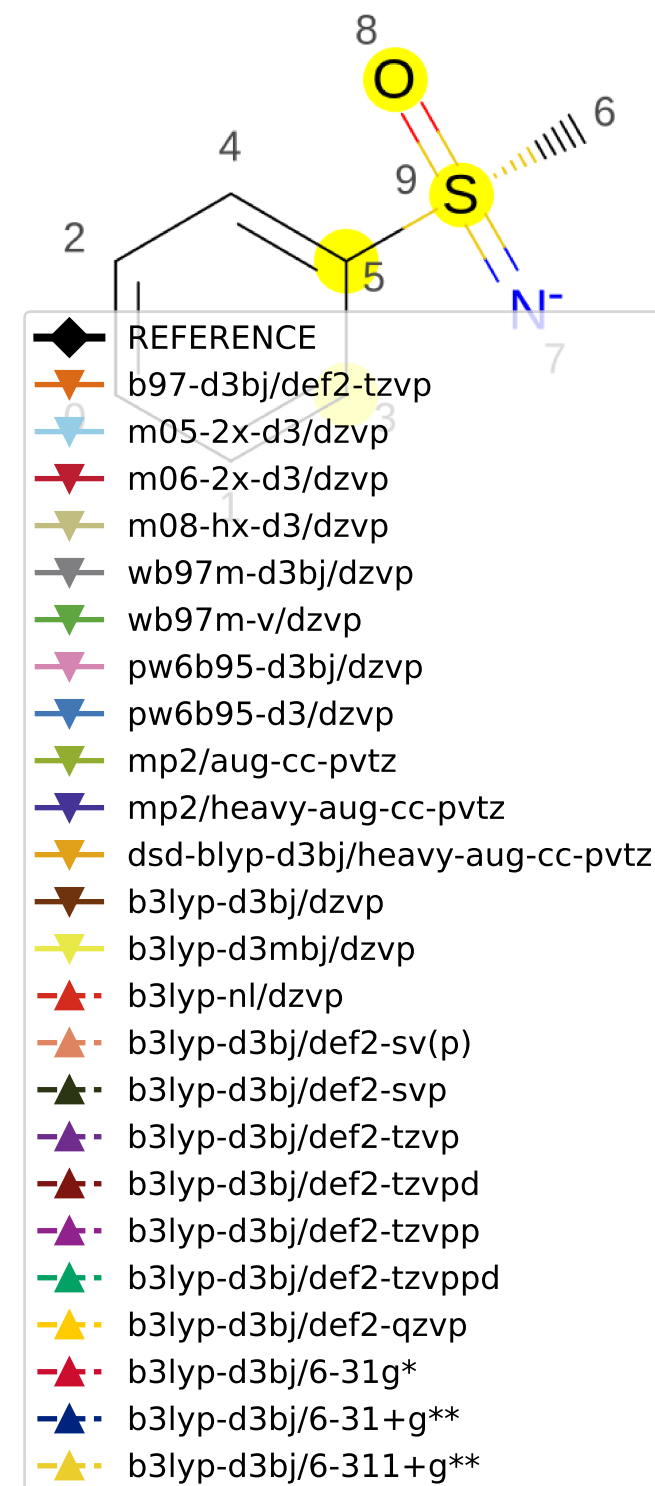 8
O
6
4
9
S
2
5
N-
7
REFERENCE
b97-d3bj/def2-tzvp
0
3
m05-2x-d3/dzvp
m06-2x-d3/dzvp
1
m08-hx-d3/dzvp
wb97m-d3bj/dzvp
wb97m-v/dzvp
pw6b95-d3bj/dzvp
pw6b95-d3/dzvp
mp2/aug-cc-pvtz
mp2/heavy-aug-cc-pvtz
dsd-blyp-d3bj/heavy-aug-cc-pvtz
b3lyp-d3bj/dzvp
b3lyp-d3mbj/dzvp
b3lyp-nl/dzvp
b3lyp-d3bj/def2-sv(p)
b3lyp-d3bj/def2-svp
b3lyp-d3bj/def2-tzvp
b3lyp-d3bj/def2-tzvpd
b3lyp-d3bj/def2-tzvpp
b3lyp-d3bj/def2-tzvppd
b3lyp-d3bj/def2-qzvp
b3lyp-d3bj/6-31g*
b3lyp-d3bj/6-31+g**
b3lyp-d3bj/6-311+g**